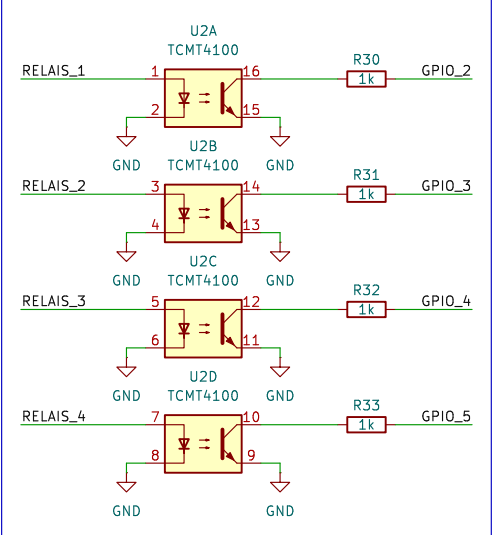 U2A
TCMT4100
R30
RELAIS_1
1
16
1k
GPIO_2
2
15
GND
GND
U2B
TCMT4100
R31
RELAIS_2
3
14
1k
GPIO_3
4
13
GND
GND
U2C
TCMT4100
R32
RELAIS_3
5
12
1k
GPIO_4
6
11
GND
GND
U2D
TCMT4100
R33
RELAIS_4
7
10
1k
GPIO_5
8
9
GND
GND